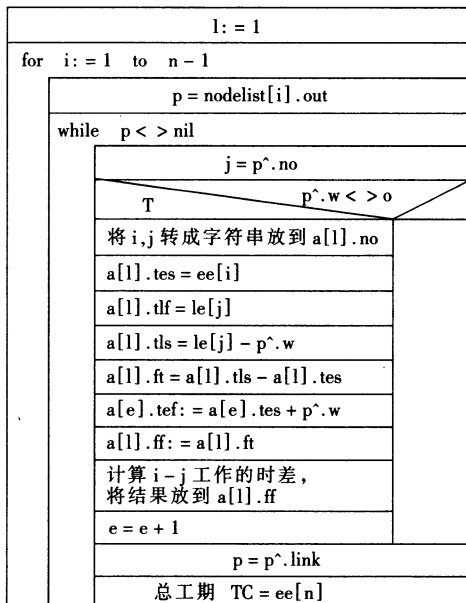 l: = 1
for i: = 1 to n - 1
p = nodelist[i].out
while p < > nil
j = p^.no
p^.w < > o
T
将 i,j 转成字符串放到 a[l].no
a[l].tes = ee[i]
a[l].tlf = le[j]
a[l].tls = le[j] - p^.w
a[l].ft = a[l].tls - a[l].tes
a[e].tef: = a[e].tes + p^.w
a[l].ff: = a[l].ft
计算 i - j 工作的时差,
将结果放到 a[l].ff
e = e + 1
p = p^.link
总工期 TC = ee[n]